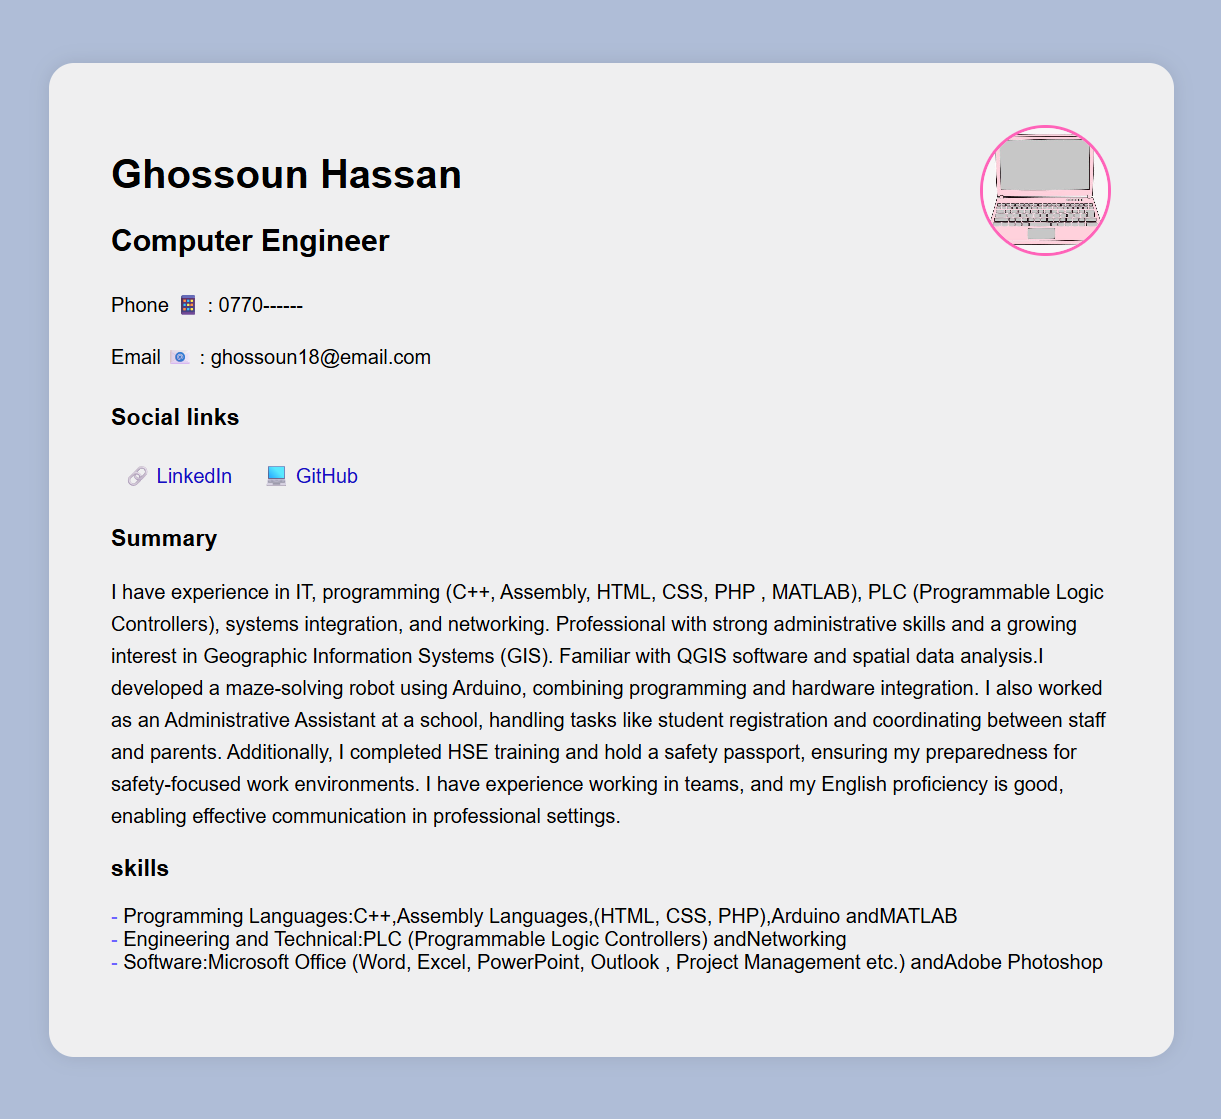 Ghossoun Hassan
Computer Engineer
Phone 📱 : 0770------
Email 📧 : ghossoun18@email.com
Social links
🔗 LinkedIn 💻 GitHub
Summary
I have experience in IT, programming (C++, Assembly, HTML, CSS, PHP , MATLAB), PLC (Programmable Logic
Controllers), systems integration, and networking. Professional with strong administrative skills and a growing
interest in Geographic Information Systems (GIS). Familiar with QGIS software and spatial data analysis.I
developed a maze-solving robot using Arduino, combining programming and hardware integration. I also worked
as an Administrative Assistant at a school, handling tasks like student registration and coordinating between staff
and parents. Additionally, I completed HSE training and hold a safety passport, ensuring my preparedness for
safety-focused work environments. I have experience working in teams, and my English proficiency is good,
enabling effective communication in professional settings.
skills
- Programming Languages:C++,Assembly Languages,(HTML, CSS, PHP),Arduino andMATLAB
- Engineering and Technical:PLC (Programmable Logic Controllers) andNetworking
- Software:Microsoft Office (Word, Excel, PowerPoint, Outlook , Project Management etc.) andAdobe Photoshop